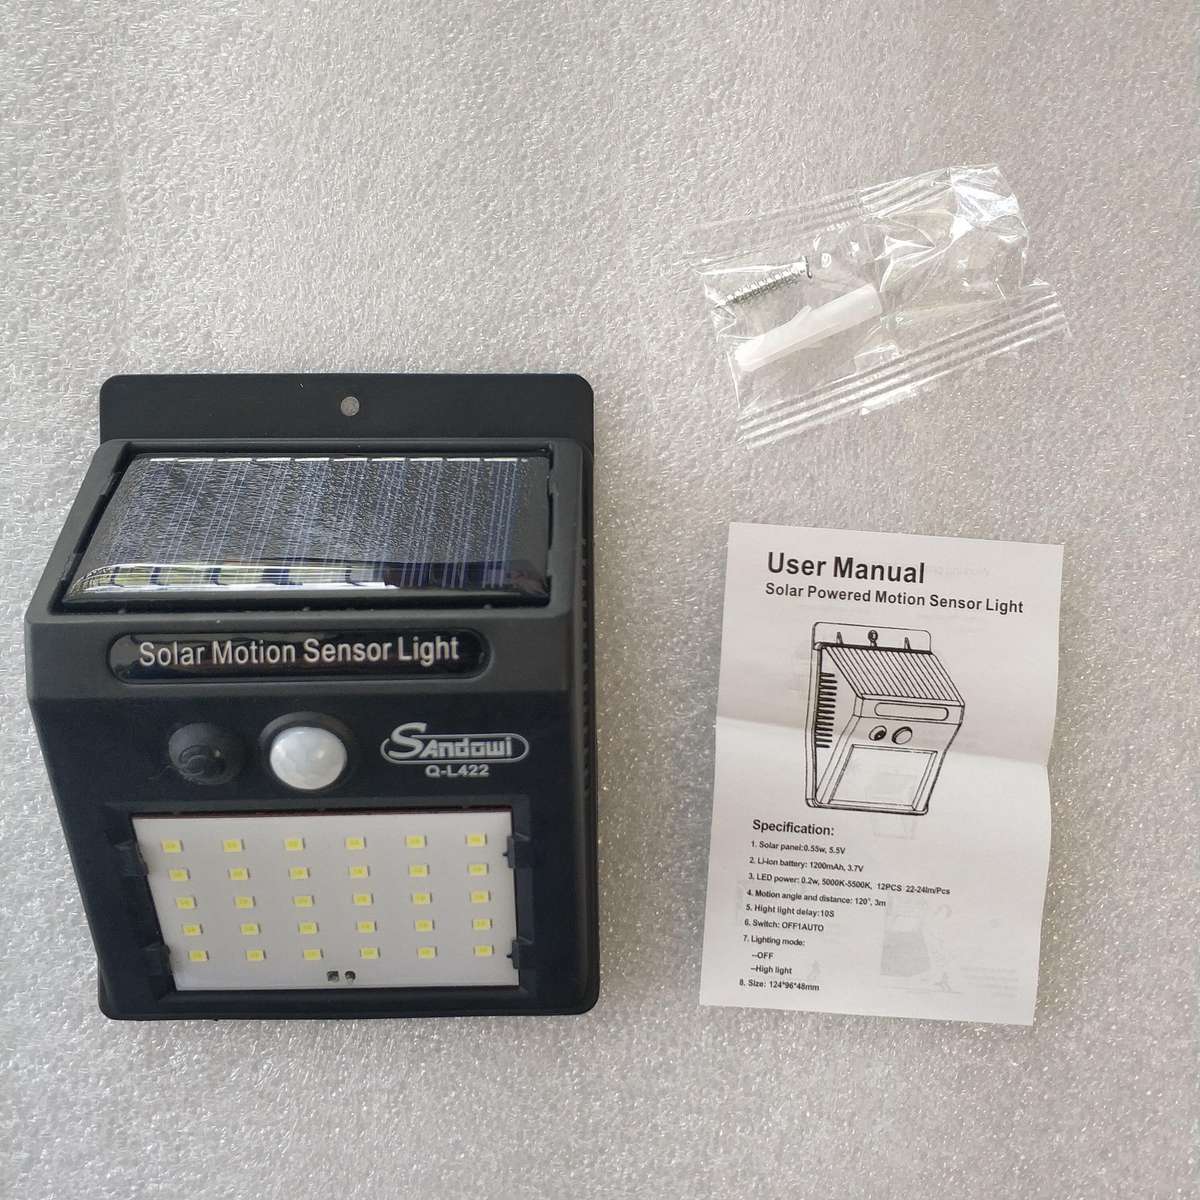 Solar Motion Sensor Light
SAndowi
Q-L422
User Manual
Solar Powered Motion Sensor Light
Specification:
1. Solar panel:0.55w, 5.5V
2. Li-ion battery: 1200mAh, 3.7V
3. LED power: 0.2w, 5000K-5500K, 12PCS 22-24lm/Pcs
4. Motion angle and distance: 120°, 3m
5. Hight light delay:10S
6. Switch: OFF1AUTO
7. Lighting mode:
--OFF
--High light
8. Size: 124*96*48mm